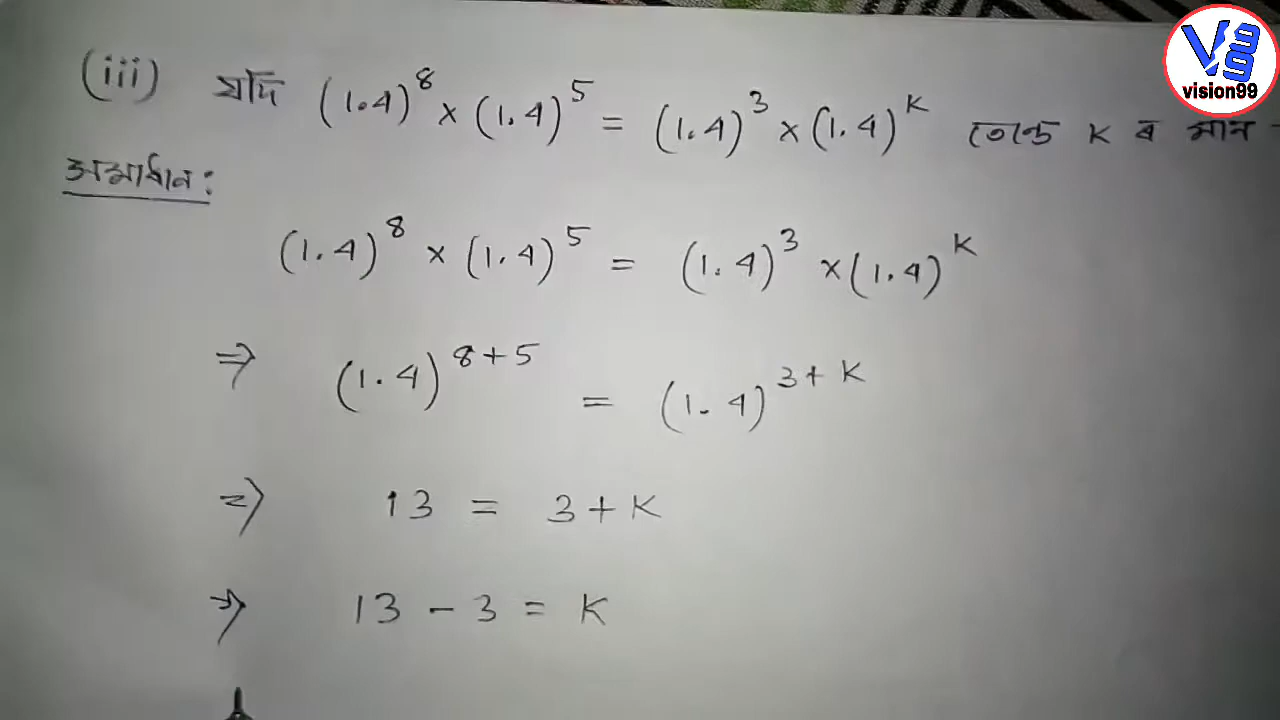 (iii) যদি (1.4)^8 × (1.4)^5 = (1.4)^3 × (1.4)^K তেন্তে K ৰ মান
সমাধান:
(1.4)^8 × (1.4)^5 = (1.4)^3 × (1.4)^K
⇒ (1.4)^{8+5} = (1.4)^{3+K}
⇒ 13 = 3+K
⇒ 13 - 3 = K
V99
vision99